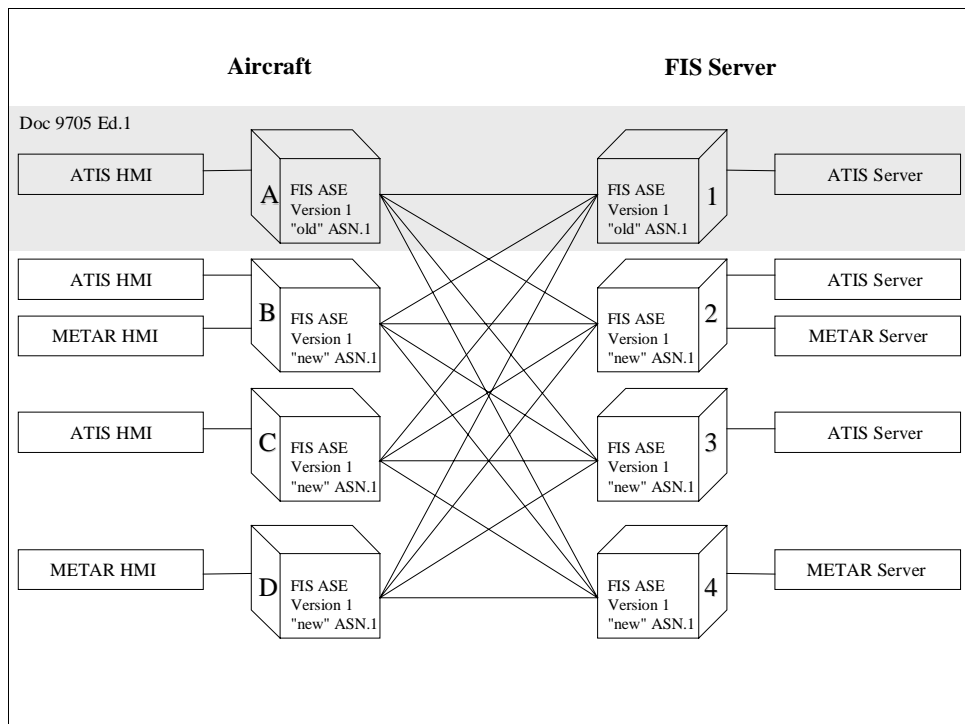 Aircraft
FIS Server
Doc 9705 Ed.1
ATIS HMI
A
FIS ASE
Version 1
"old" ASN.1
FIS ASE
Version 1
"old" ASN.1
1
ATIS Server
ATIS HMI
METAR HMI
B
FIS ASE
Version 1
"new" ASN.1
FIS ASE
Version 1
"new" ASN.1
2
ATIS Server
METAR Server
ATIS HMI
C
FIS ASE
Version 1
"new" ASN.1
FIS ASE
Version 1
"new" ASN.1
3
ATIS Server
METAR HMI
D
FIS ASE
Version 1
"new" ASN.1
FIS ASE
Version 1
"new" ASN.1
4
METAR Server